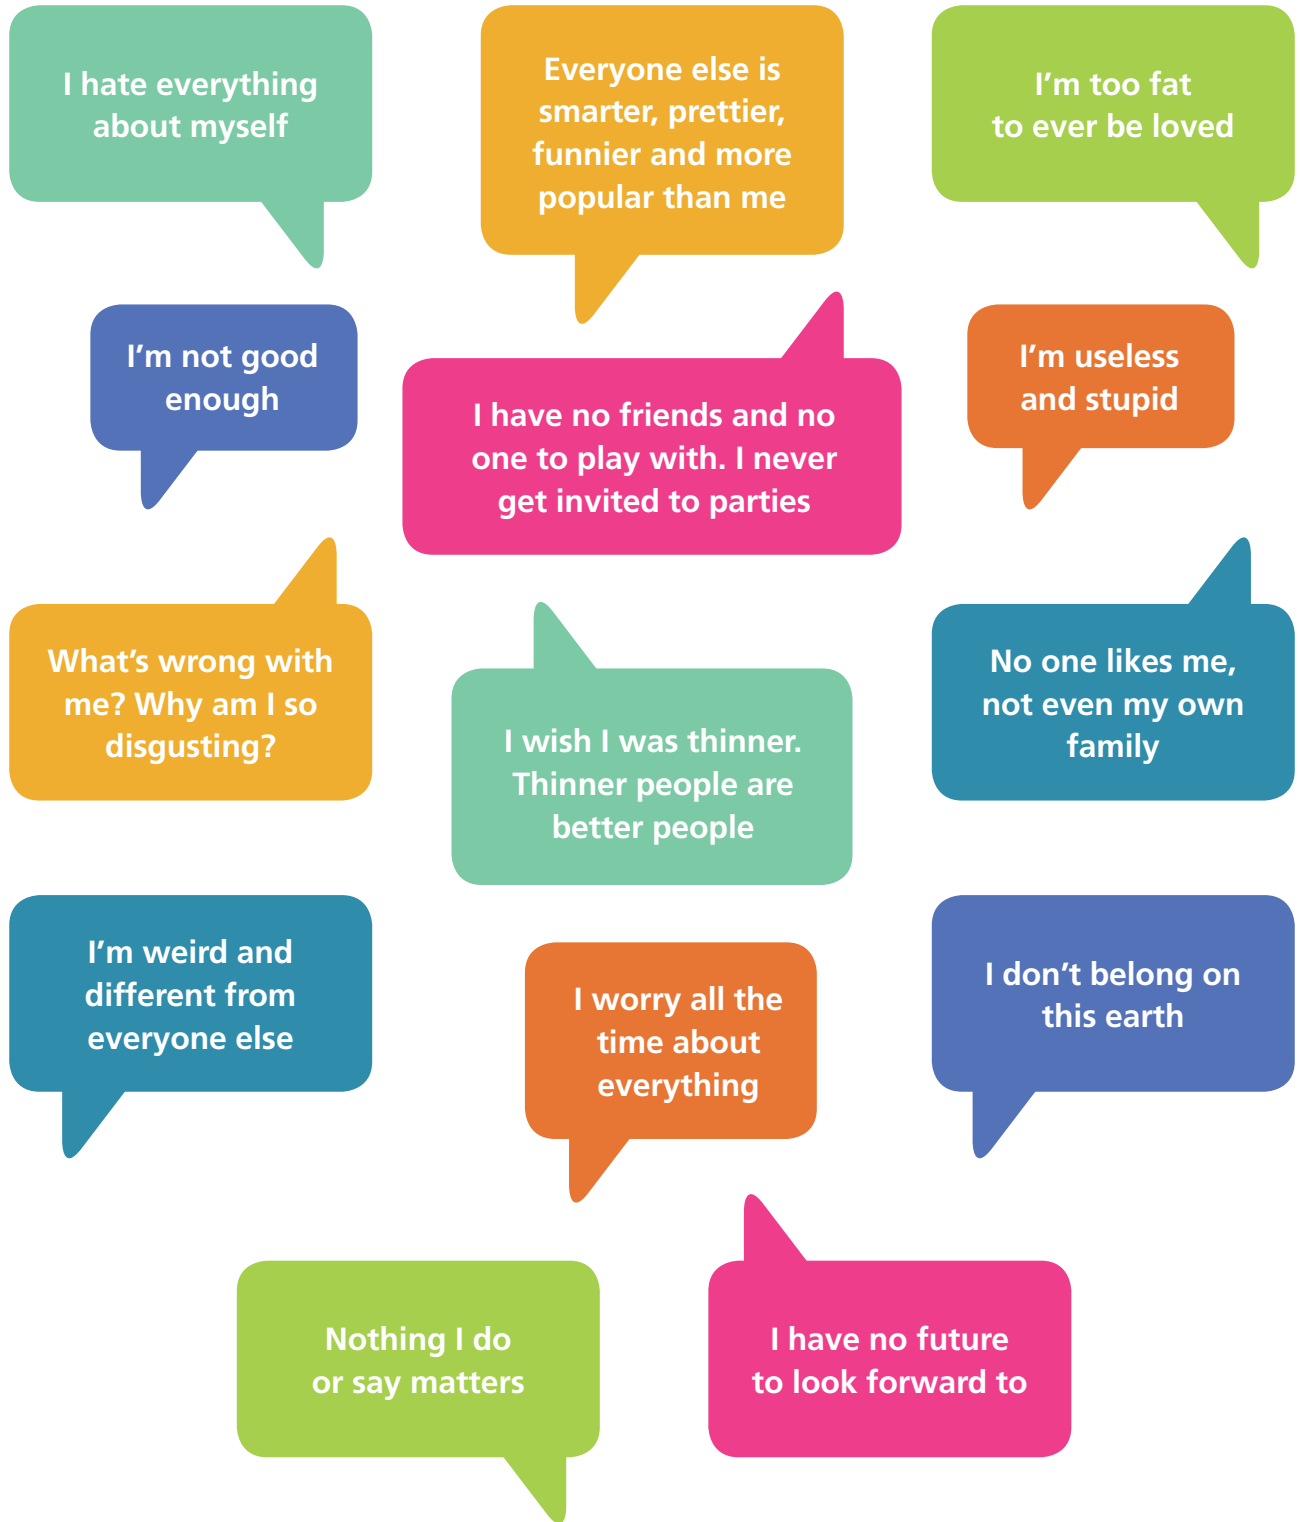 I hate everything
about myself
Everyone else is
smarter, prettier,
funnier and more
popular than me
I’m too fat
to ever be loved
I’m not good
enough
I have no friends and no
one to play with. I never
get invited to parties
I’m useless
and stupid
What’s wrong with
me? Why am I so
disgusting?
I wish I was thinner.
Thinner people are
better people
No one likes me,
not even my own
family
I’m weird and
different from
everyone else
I worry all the
time about
everything
I don’t belong on
this earth
Nothing I do
or say matters
I have no future
to look forward to